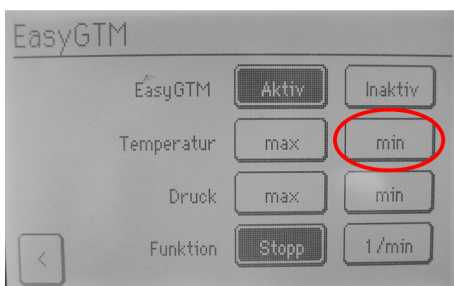 EasyGTM
EasyGTM Aktiv Inaktiv
Temperatur max min
Druck max min
Funktion Stopp 1/min
<